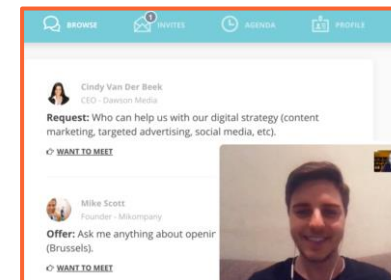 BROWSE
1
INVITES
AGENDA
PROFILE
Cindy Van Der Beek
CEO - Dawson Media
Request: Who can help us with our digital strategy (content
marketing, targeted advertising, social media, etc).
WANT TO MEET
Mike Scott
Founder - Mikompany
Offer: Ask me anything about openir
(Brussels).
WANT TO MEET